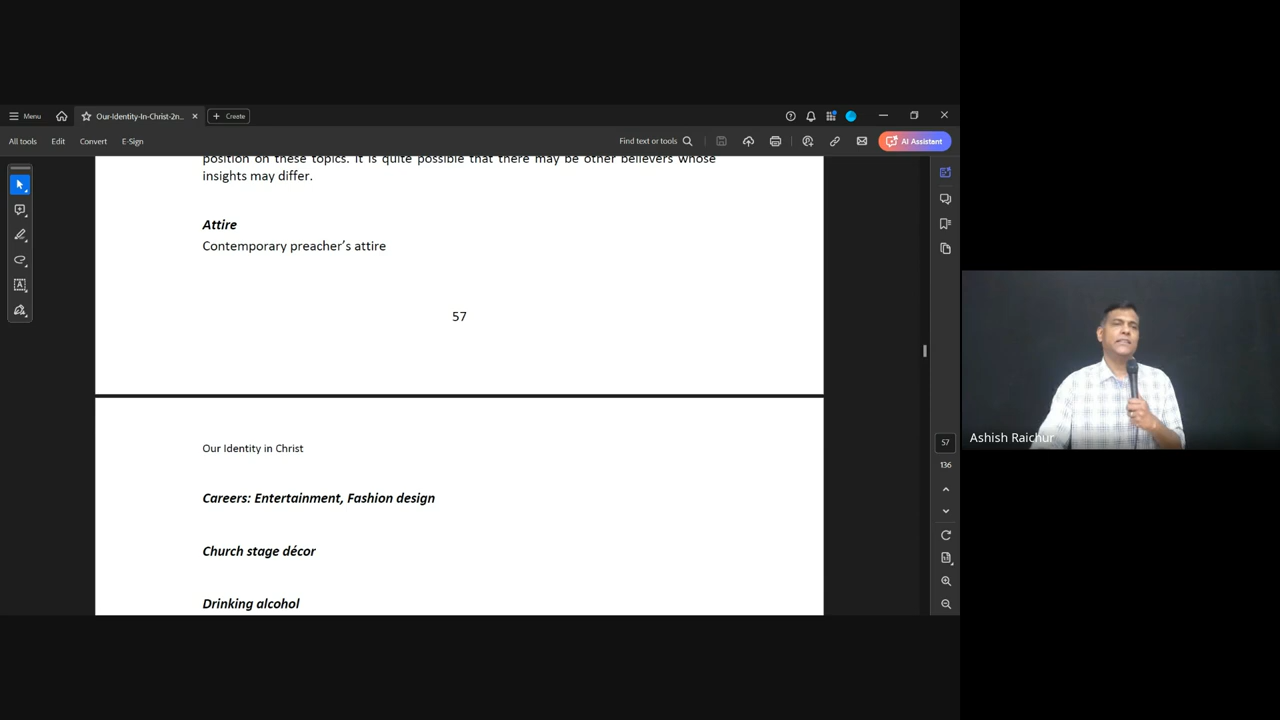 Menu
Our-Identity-In-Christ-2n...
Create
All tools
Edit
Convert
E-Sign
Find text or tools
AI Assistant
position on these topics. It is quite possible that there may be other believers whose
insights may differ.
Attire
Contemporary preacher's attire
57
Our Identity in Christ
Careers: Entertainment, Fashion design
Church stage décor
Drinking alcohol
57
136
Ashish Raichur